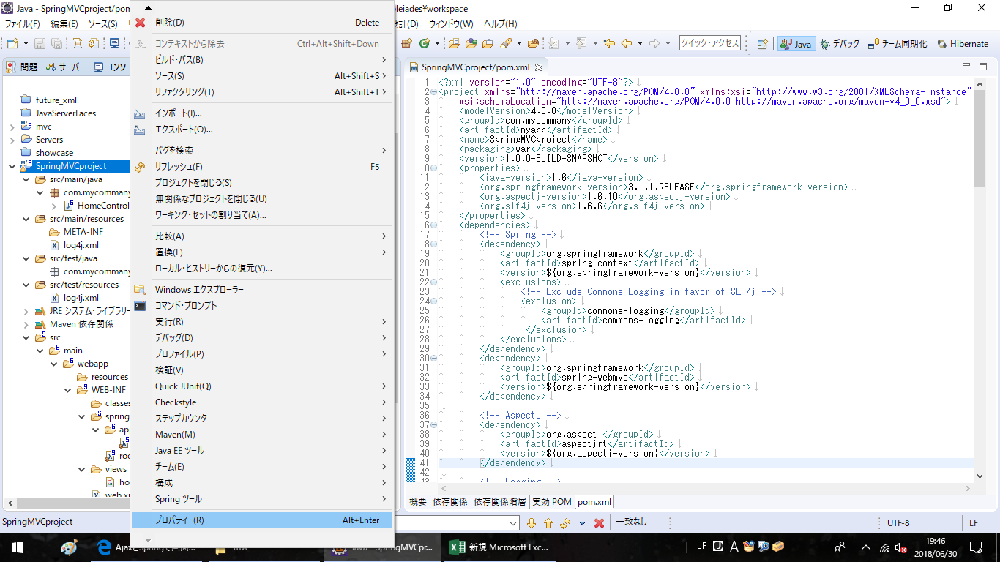 Java - SpringMVCproject/pom
pleiades¥workspace
ファイル(F) 編集(E) ソース(S) ウィンドウ(W) ヘルプ(H)
クイック・アクセス Java デバッグ チーム同期化 Hibernate
問題 サーバー コンソー
future_xml
JavaServerFaces
mvc
Servers
showcase
SpringMVCproject
src/main/java
com.mycommany
HomeControl
src/main/resources
META-INF
log4j.xml
src/test/java
com.mycommany
src/test/resources
log4j.xml
JRE システム・ライブラリー
Maven 依存関係
src
main
webapp
resources
WEB-INF
classes
spring
ap
roo
views
ho
web.x
SpringMVCproject
削除(D) Delete
コンテキストから除去 Ctrl+Alt+Shift+Down
ビルド・パス(B)
ソース(S) Alt+Shift+S
リファクタリング(T) Alt+Shift+T
インポート(I)...
エクスポート(O)...
バグを検索
リフレッシュ(F) F5
プロジェクトを閉じる(S)
無関係なプロジェクトを閉じる(U)
ワーキング・セットの割り当て(A)...
比較(A)
置換(L)
ローカル・ヒストリーからの復元(Y)...
Windows エクスプローラー
コマンド・プロンプト
実行(R)
デバッグ(D)
プロファイル(P)
検証(V)
Quick JUnit(Q)
Checkstyle
ステップカウンタ
Maven(M)
Java EE ツール
チーム(E)
構成
Spring ツール
プロパティー(R) Alt+Enter
SpringMVCproject/pom.xml
1 <?xml version="1.0" encoding="UTF-8"?>↓
2 <project xmlns="http://maven.apache.org/POM/4.0.0" xmlns:xsi="http://www.w3.org/2001/XMLSchema-instance"
3 xsi:schemaLocation="http://maven.apache.org/POM/4.0.0 http://maven.apache.org/maven-v4_0_0.xsd">↓
4 <modelVersion>4.0.0</modelVersion>↓
5 <groupId>com.mycommany</groupId>↓
6 <artifactId>myapp</artifactId>↓
7 <name>SpringMVCproject</name>↓
8 <packaging>war</packaging>↓
9 <version>1.0.0-BUILD-SNAPSHOT</version>↓
10 <properties>↓
11 <java-version>1.6</java-version>↓
12 <org.springframework-version>3.1.1.RELEASE</org.springframework-version>↓
13 <org.aspectj-version>1.6.10</org.aspectj-version>↓
14 <org.slf4j-version>1.6.6</org.slf4j-version>↓
15 </properties>↓
16 <dependencies>↓
17 <!-- Spring -->↓
18 <dependency>↓
19 <groupId>org.springframework</groupId>↓
20 <artifactId>spring-context</artifactId>↓
21 <version>${org.springframework-version}</version>↓
22 <exclusions>↓
23 <!-- Exclude Commons Logging in favor of SLF4j -->↓
24 <exclusion>↓
25 <groupId>commons-logging</groupId>↓
26 <artifactId>commons-logging</artifactId>↓
27 </exclusion>↓
28 </exclusions>↓
29 </dependency>↓
30 <dependency>↓
31 <groupId>org.springframework</groupId>↓
32 <artifactId>spring-webmvc</artifactId>↓
33 <version>${org.springframework-version}</version>↓
34 </dependency>↓
35 ↓
36 <!-- AspectJ -->↓
37 <dependency>↓
38 <groupId>org.aspectj</groupId>↓
39 <artifactId>aspectjrt</artifactId>↓
40 <version>${org.aspectj-version}</version>↓
41 </dependency>↓
42 ↓
43 <!-- Logging -->↓
概要 依存関係 依存関係階層 実効 POM pom.xml
一致なし UTF-8 LF
Ajax_Springで画面... mvc Java - SpringMVCpr... 新規 Microsoft Exc...
JP A 19:46
2018/06/30